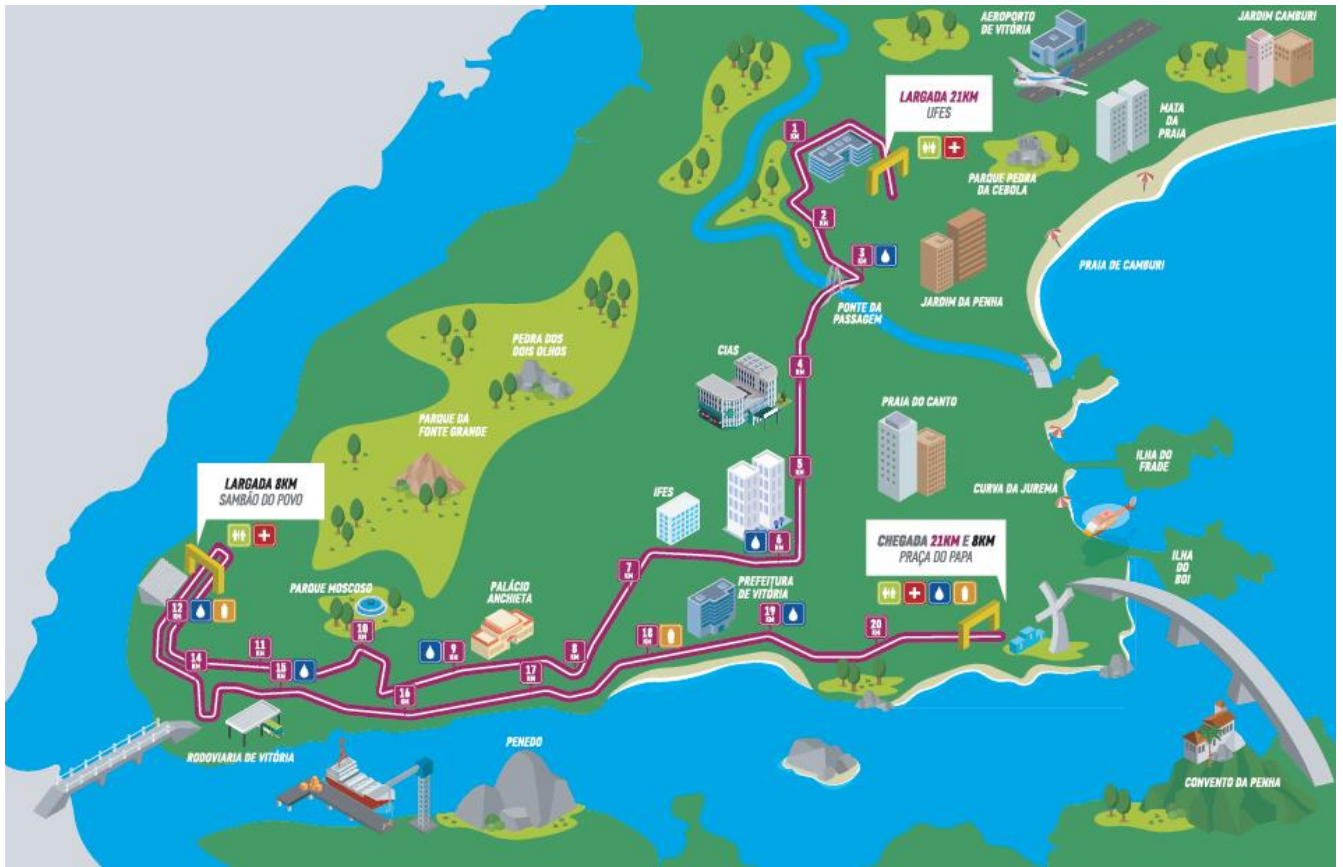 AEROPORTO
DE VITÓRIA
JARDIM CAMBURI
LARGADA 21KM
UFES
MATA
DA
PRAIA
1
KM
PARQUE PEDRA
DA CEBOLA
2
KM
3
KM
PRAIA DE CAMBURI
JARDIM DA PENHA
PONTE DA
PASSAGEM
PEDRA DOS
DOIS OLHOS
CIAS
4
KM
PRAIA DO CANTO
PARQUE DA
FONTE GRANDE
ILHA DO
FRADE
5
KM
LARGADA 8KM
SAMBÃO DO POVO
IFES
CURVA DA JUREMA
6
KM
CHEGADA 21KM E 8KM
PRAÇA DO PAPA
ILHA
DO
BOI
7
KM
PARQUE MOSCOSO
PALÁCIO
ANCHIETA
PREFEITURA
DE VITÓRIA
12
KM
19
KM
10
KM
18
KM
20
KM
11
KM
9
KM
8
KM
14
KM
15
KM
17
KM
16
KM
RODOVIARIA DE VITÓRIA
PENEDO
CONVENTO DA PENHA